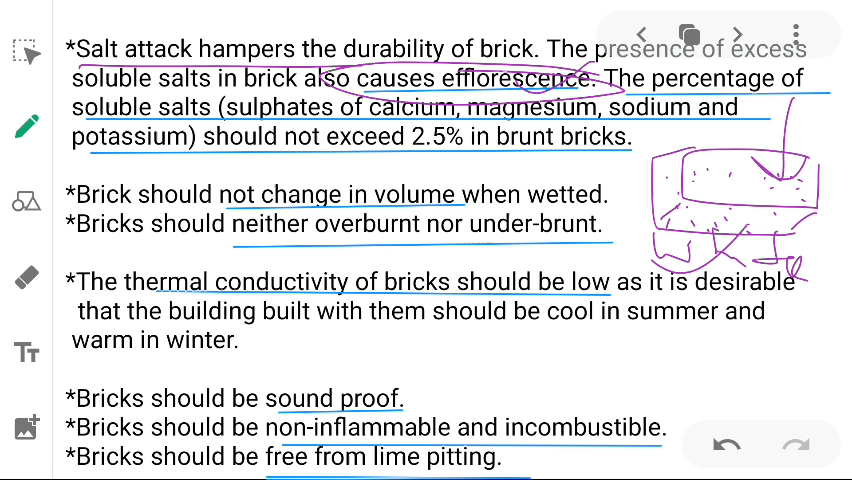 *Salt attack hampers the durability of brick. The presence of excess
soluble salts in brick also causes efflorescence. The percentage of
soluble salts (sulphates of calcium, magnesium, sodium and
potassium) should not exceed 2.5% in brunt bricks.
*Brick should not change in volume when wetted.
*Bricks should neither overburnt nor under-brunt.
*The thermal conductivity of bricks should be low as it is desirable
that the building built with them should be cool in summer and
warm in winter.
*Bricks should be sound proof.
*Bricks should be non-inflammable and incombustible.
*Bricks should be free from lime pitting.
TT